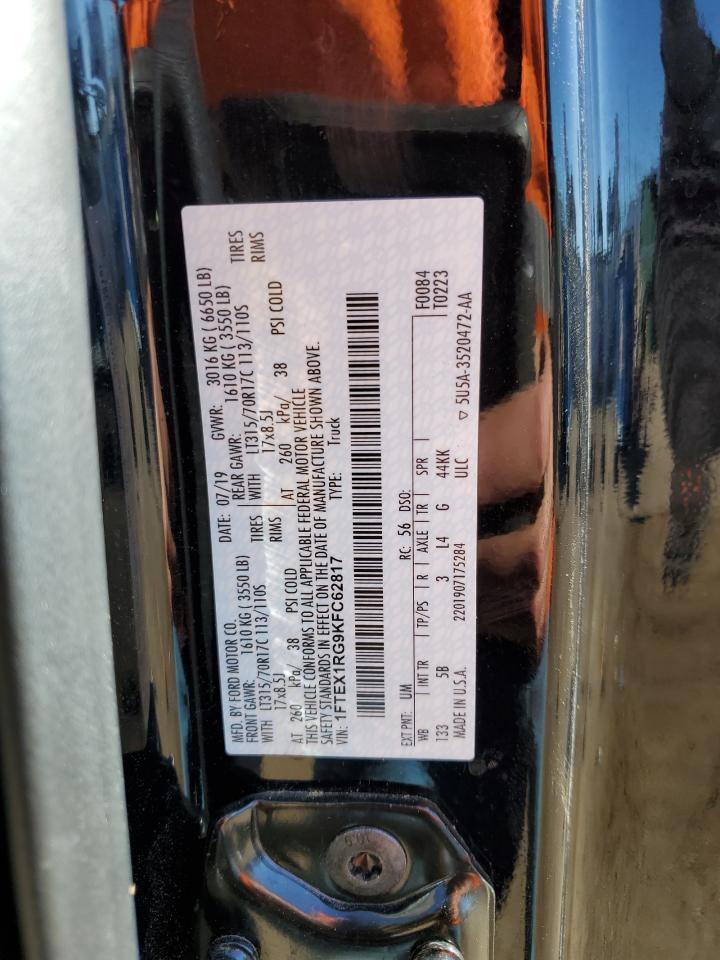 MFD. BY FORD MOTOR CO. DATE: 07/19 GVWR: 3016 KG ( 6650 LB)
FRONT GAWR: 1610 KG ( 3550 LB) REAR GAWR: 1610 KG ( 3550 LB)
WITH LT315/70R17C 113/110S TIRES WITH LT315/70R17C 113/110S TIRES
17x8.5J RIMS 17x8.5J RIMS
AT 260 kPa/ 38 PSI COLD AT 260 kPa/ 38 PSI COLD
THIS VEHICLE CONFORMS TO ALL APPLICABLE FEDERAL MOTOR VEHICLE
SAFETY STANDARDS IN EFFECT ON THE DATE OF MANUFACTURE SHOWN ABOVE.
VIN: 1FTEX1RG9KFC62817 TYPE: Truck
EXT PNT: UM RC: 56 DSO:
WB INT TR TP/PS R AXLE TR SPR F0084
133 5B 3 L4 G 44KK F0223
MADE IN U.S.A. 2201907175284 ULC ▽ 5U5A-3520472-AA